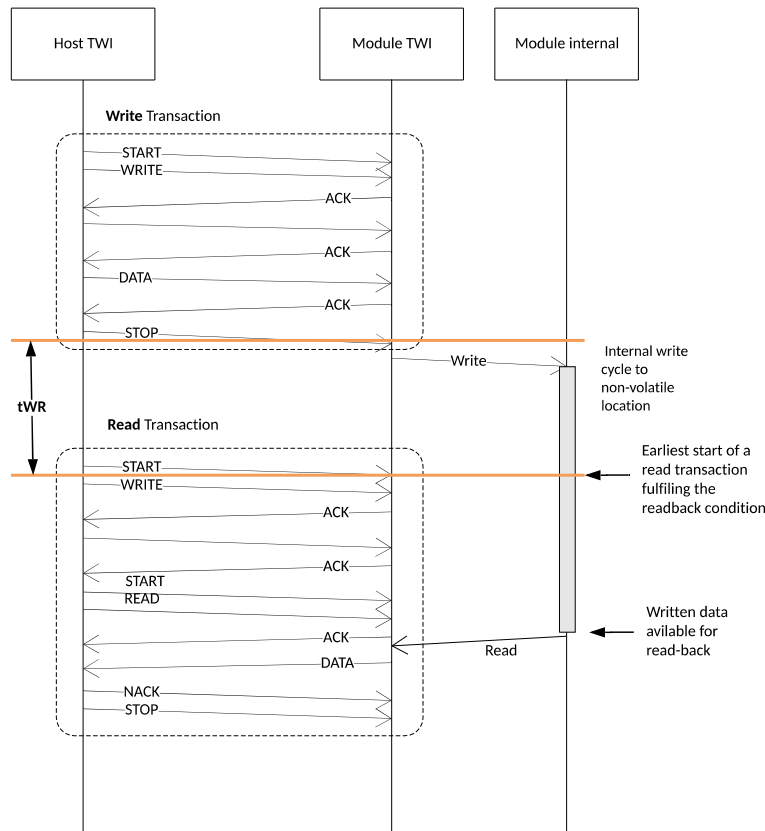 Host TWI
Module TWI
Module internal
Write Transaction
START
WRITE
ACK
ACK
DATA
ACK
STOP
Write
Internal write
cycle to
non-volatile
location
tWR
Read Transaction
START
WRITE
Earliest start of a
read transaction
fulfiling the
readback condition
ACK
ACK
START
READ
ACK
Read
Written data
avilable for
read-back
DATA
NACK
STOP